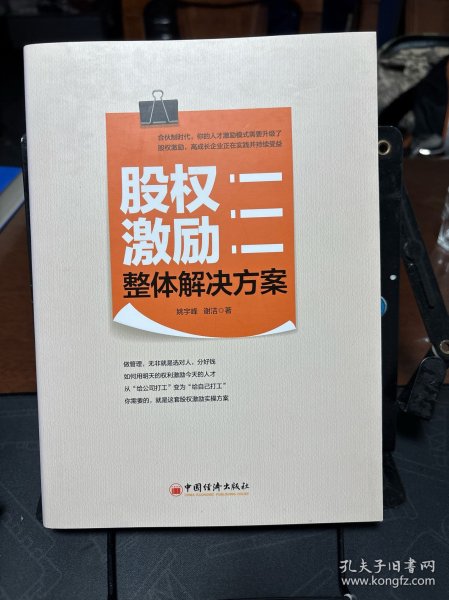 合伙制时代，你的人才激励模式需要升级了
股权激励，高成长企业正在实践并持续受益
股权
激励
整体解决方案
姚宇峰 谢洁◎著
做管理，无非就是选对人，分好钱
如何用明天的权利激励今天的人才
从“给公司打工”变为“给自己打工”
你需要的，就是这套股权激励实操方案
中国经济出版社
孔夫子旧书网
www.kongfz.com